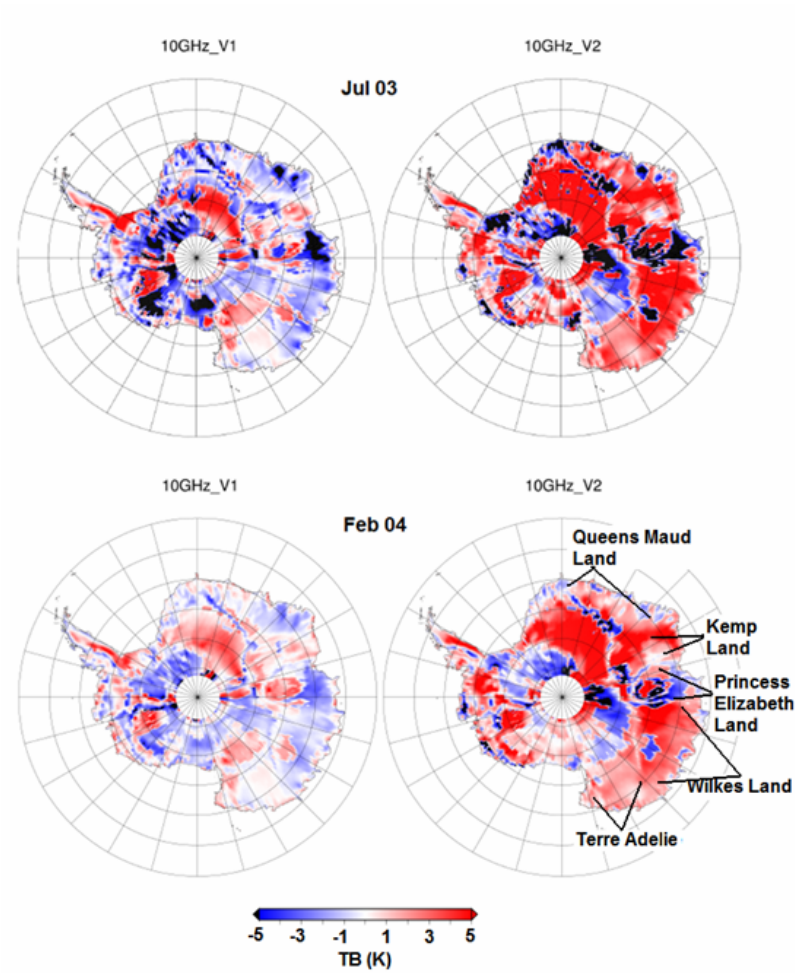 10GHz_V1
10GHz_V2
Jul 03
10GHz_V1
10GHz_V2
Feb 04
Queens Maud
Land
Kemp
Land
Princess
Elizabeth
Land
Wilkes Land
Terre Adelie
-5 -3 -1 1 3 5
TB (K)